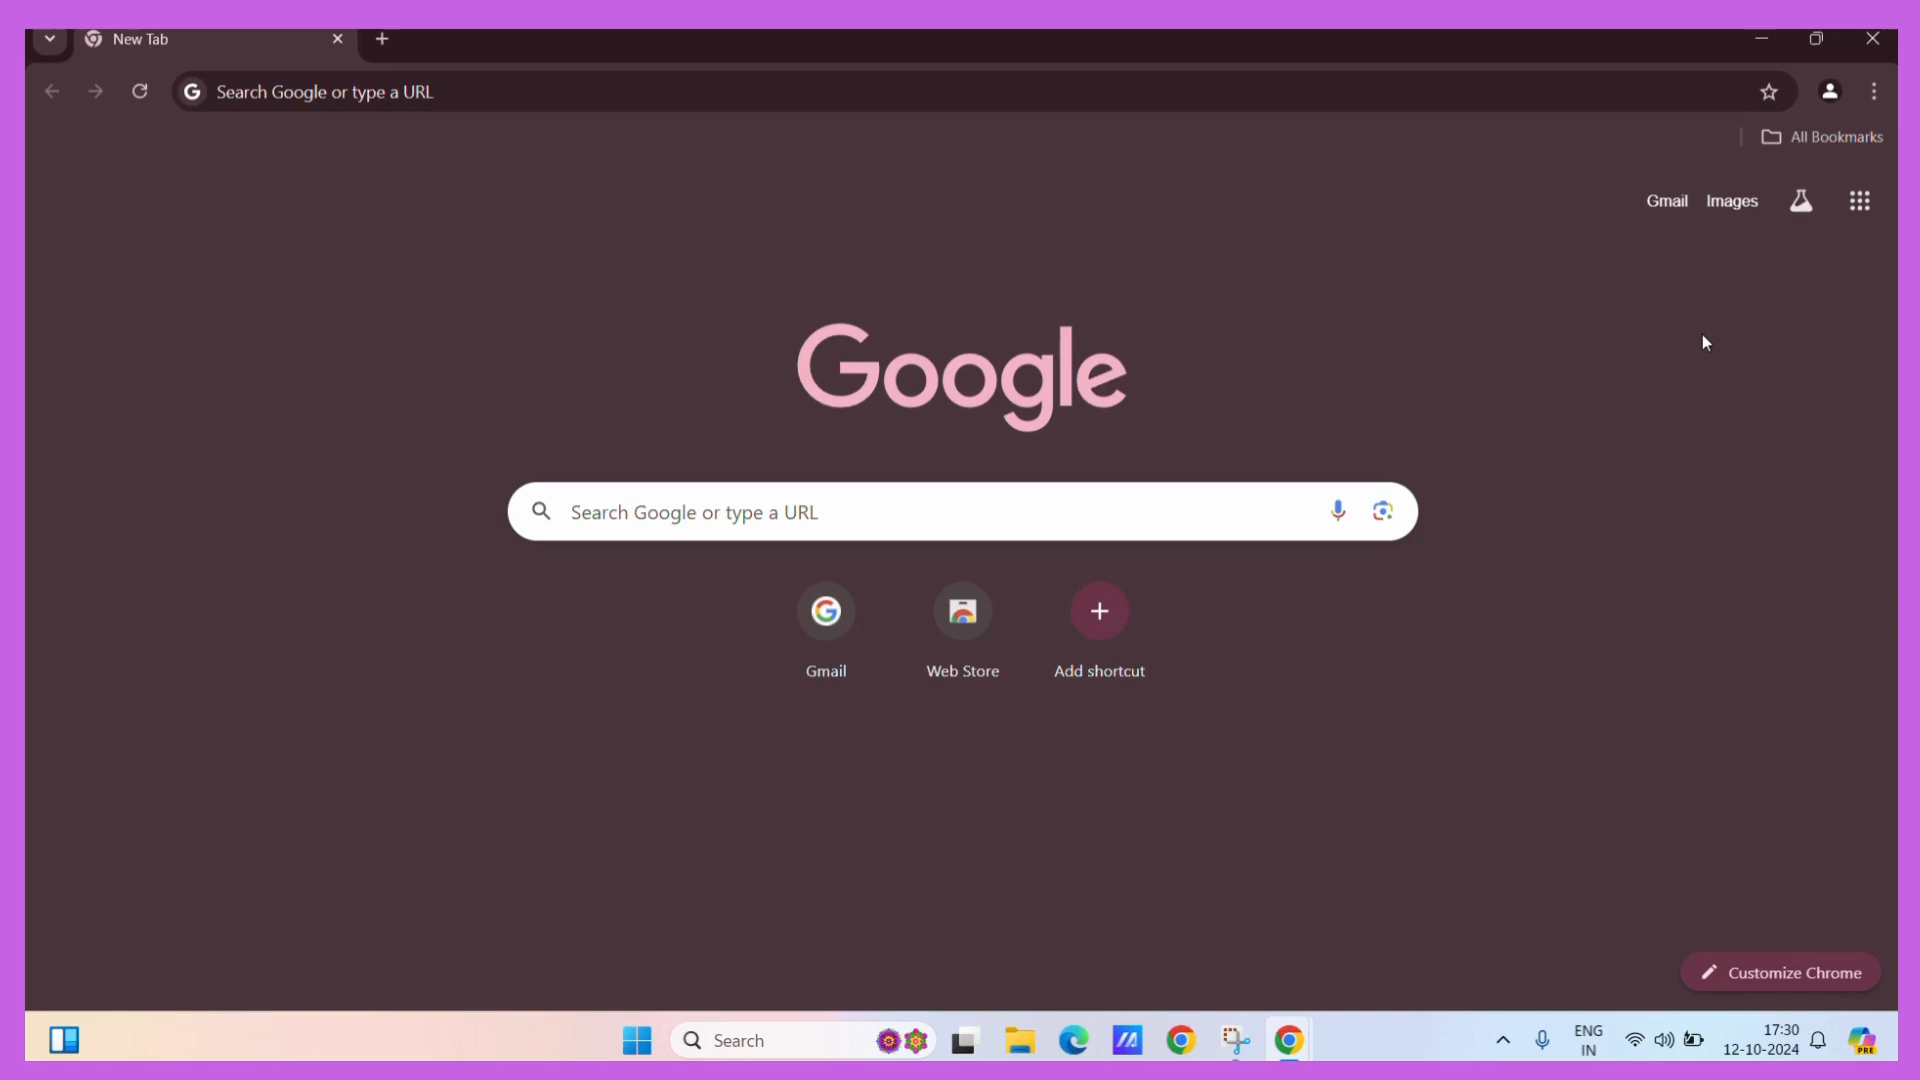 New Tab
Search Google or type a URL
All Bookmarks
Gmail Images
Google
Search Google or type a URL
Gmail Web Store Add shortcut
Customize Chrome
Search
ENG
IN
17:30
12-10-2024
PRE